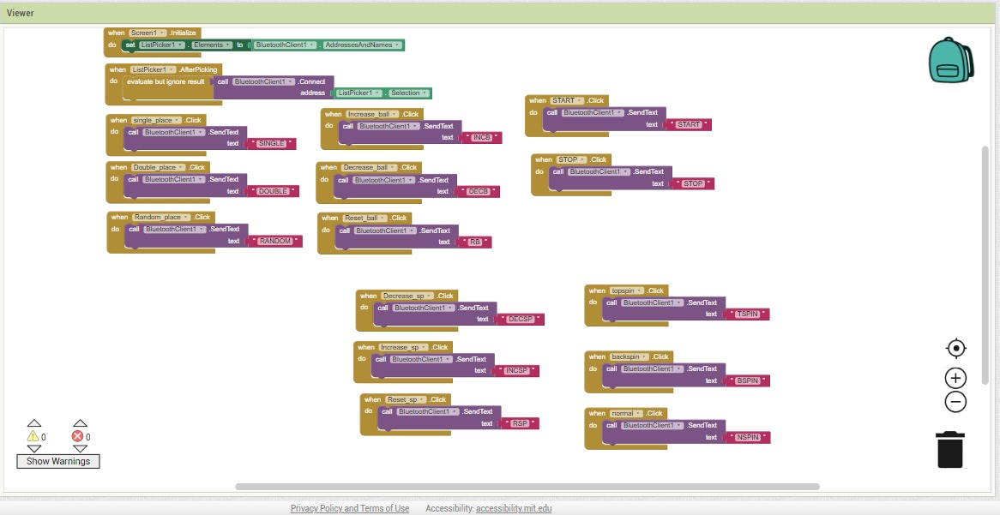 Viewer
when Screen1 .Initialize
do set ListPicker1 . Elements to BluetoothClient1 . AddressesAndNames
when ListPicker1 .AfterPicking
do evaluate but ignore result call BluetoothClient1 .Connect
address ListPicker1 . Selection
when single_place .Click
do call BluetoothClient1 .SendText
text " SINGLE "
when Double_place .Click
do call BluetoothClient1 .SendText
text " DOUBLE "
when Random_place .Click
do call BluetoothClient1 .SendText
text " RANDOM "
when Increase_ball .Click
do call BluetoothClient1 .SendText
text " INCB "
when Decrease_ball .Click
do call BluetoothClient1 .SendText
text " DECB "
when Reset_ball .Click
do call BluetoothClient1 .SendText
text " RB "
when START .Click
do call BluetoothClient1 .SendText
text " START "
when STOP .Click
do call BluetoothClient1 .SendText
text " STOP "
when Decrease_sp .Click
do call BluetoothClient1 .SendText
text " DECSP "
when Increase_sp .Click
do call BluetoothClient1 .SendText
text " INCSP "
when Reset_sp .Click
do call BluetoothClient1 .SendText
text " RSP "
when topspin .Click
do call BluetoothClient1 .SendText
text " TSPIN "
when backspin .Click
do call BluetoothClient1 .SendText
text " BSPIN "
when normal .Click
do call BluetoothClient1 .SendText
text " NSPIN "
0 0
Show Warnings
Privacy Policy and Terms of Use Accessibility: accessibility.mit.edu